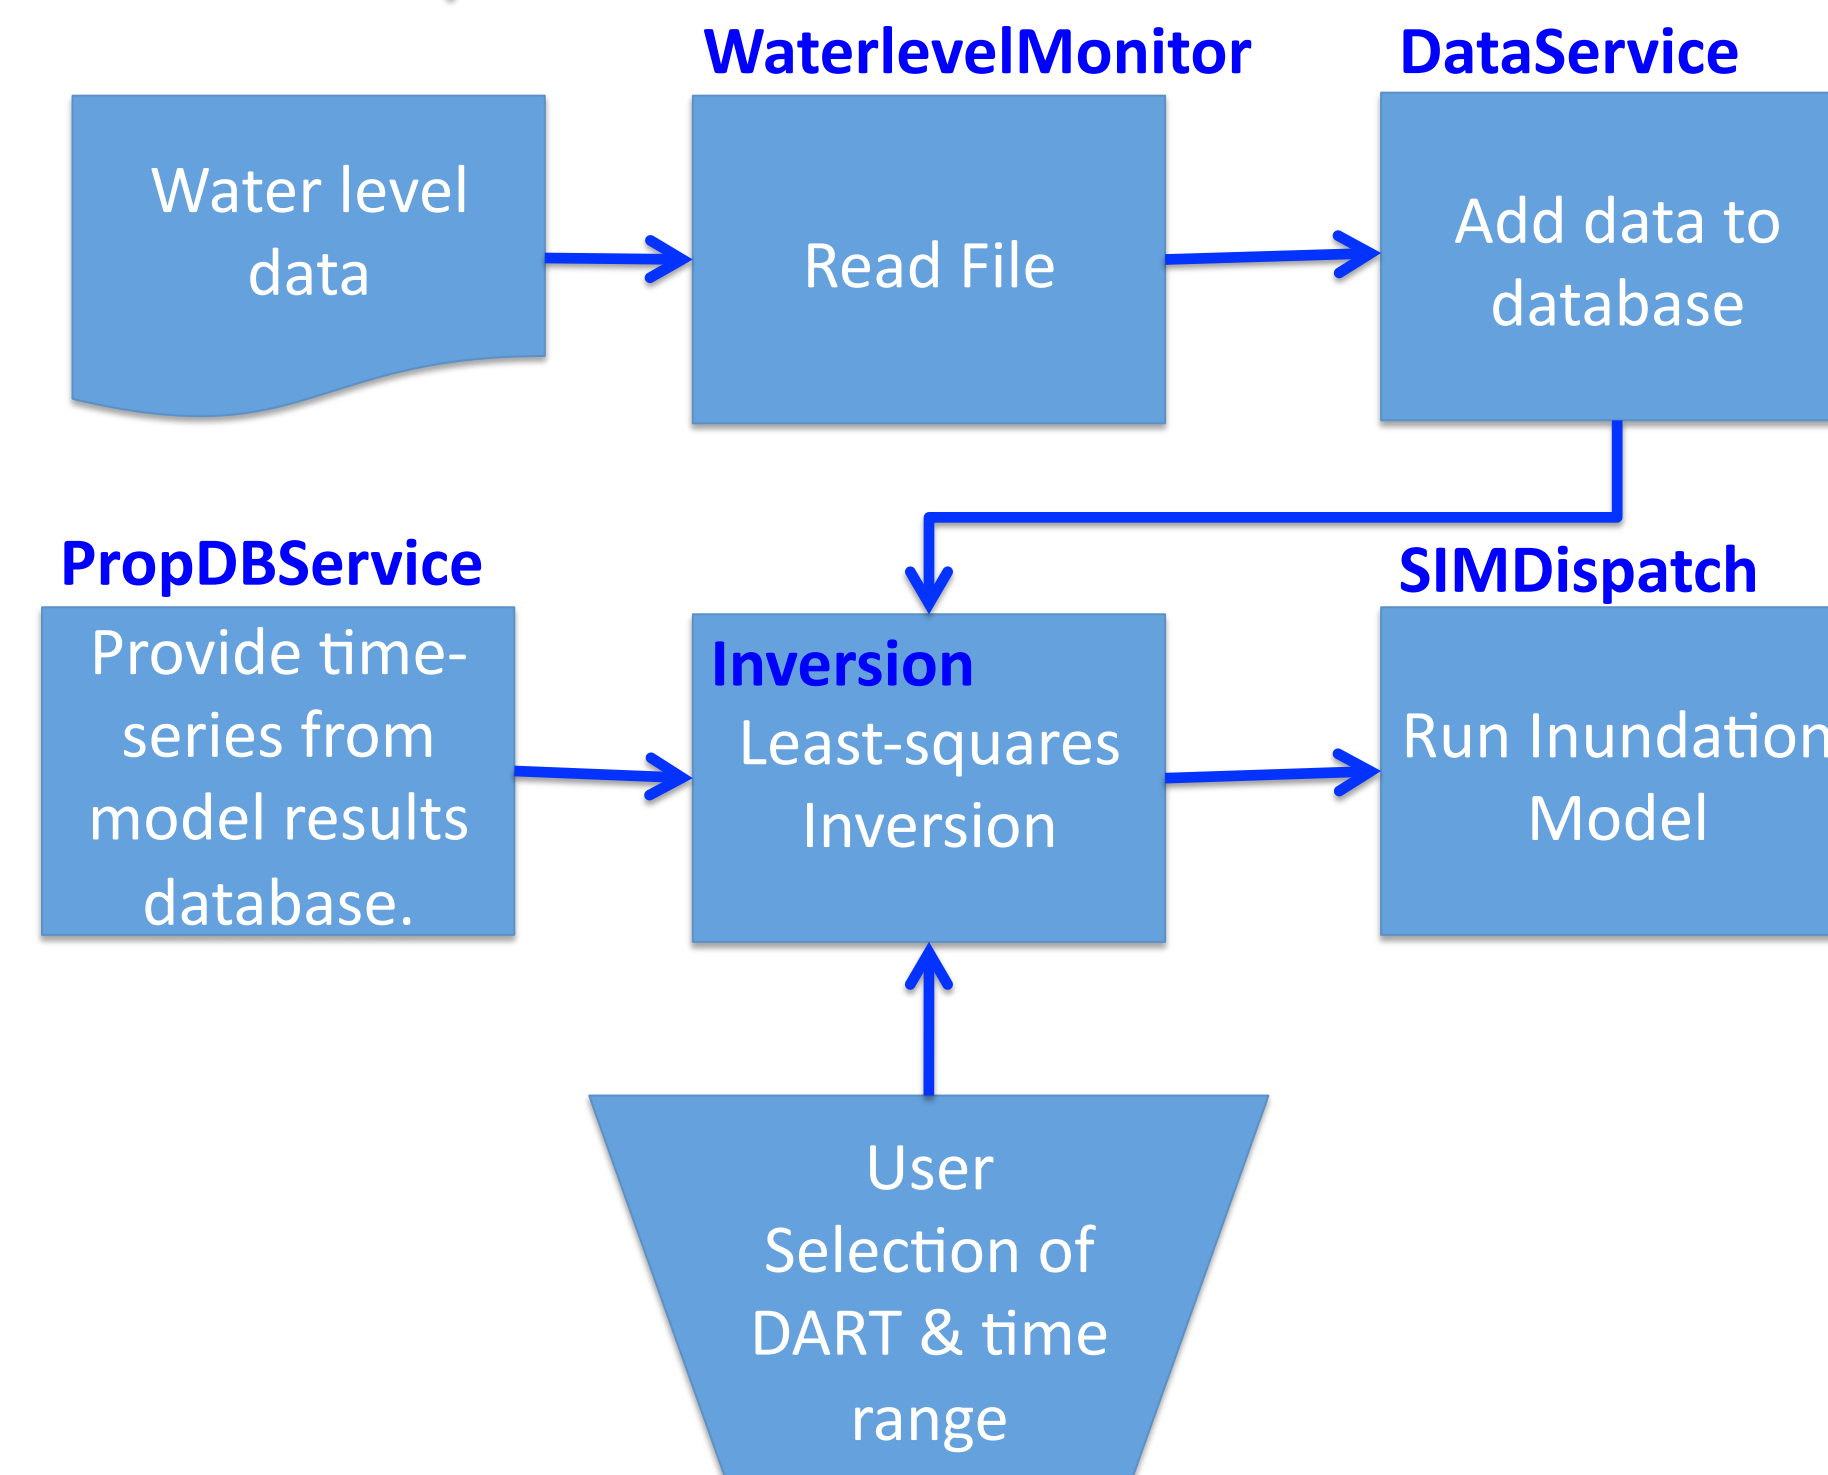 WaterlevelMonitor
DataService
Water level
data
Read File
Add data to
database
PropDBService
SIMDispatch
Provide time-
series from
model results
database.
Inversion
Least-squares
Inversion
Run Inundation
Model
User
Selection of
DART & time
range